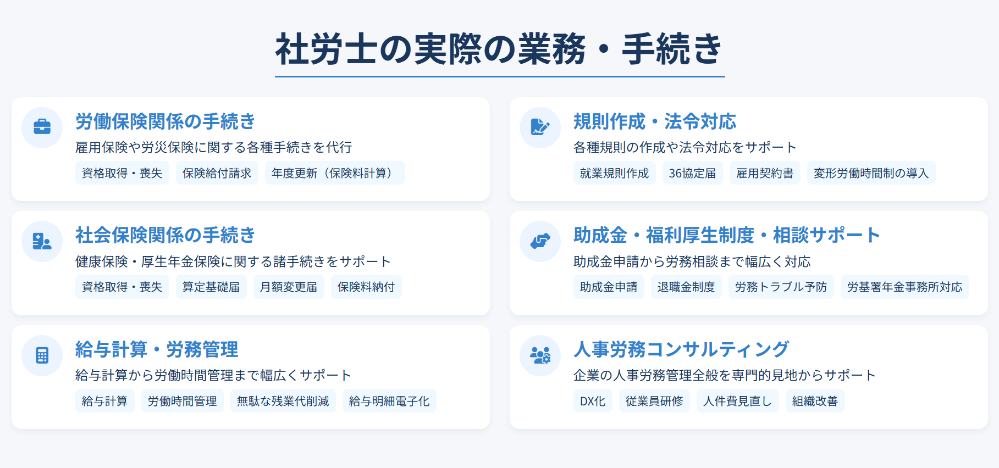 社労士の実際の業務・手続き
労働保険関係の手続き
雇用保険や労災保険に関する各種手続きを代行
資格取得・喪失 保険給付請求 年度更新（保険料計算）
社会保険関係の手続き
健康保険・厚生年金保険に関する諸手続きをサポート
資格取得・喪失 算定基礎届 月額変更届 保険料納付
給与計算・労務管理
給与計算から労働時間管理まで幅広くサポート
給与計算 労働時間管理 無駄な残業代削減 給与明細電子化
規則作成・法令対応
各種規則の作成や法令対応をサポート
就業規則作成 36協定届 雇用契約書 変形労働時間制の導入
助成金・福利厚生制度・相談サポート
助成金申請から労務相談まで幅広く対応
助成金申請 退職金制度 労務トラブル予防 労基署年金事務所対応
人事労務コンサルティング
企業の人事労務管理全般を専門的見地からサポート
DX化 従業員研修 人件費見直し 組織改善